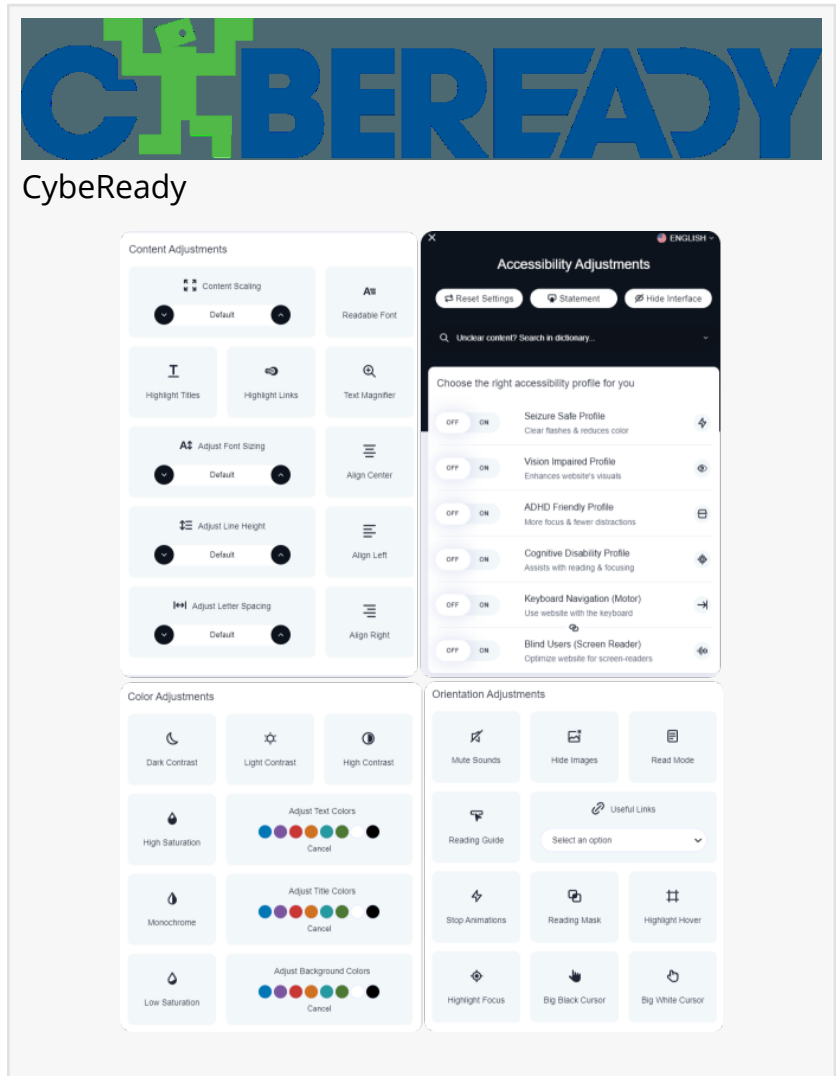 CYBEREADY
CybeReady
Content Adjustments
Content Scaling
Default
Readable Font
Highlight Titles
Highlight Links
Text Magnifier
Adjust Font Sizing
Default
Align Center
Adjust Line Height
Default
Align Left
Adjust Letter Spacing
Default
Align Right
ENGLISH
Accessibility Adjustments
Reset Settings
Statement
Hide Interface
Unclear content? Search in dictionary...
Choose the right accessibility profile for you
OFF ON
Seizure Safe Profile
Clear flashes & reduces color
OFF ON
Vision Impaired Profile
Enhances website's visuals
OFF ON
ADHD Friendly Profile
More focus & fewer distractions
OFF ON
Cognitive Disability Profile
Assists with reading & focusing
OFF ON
Keyboard Navigation (Motor)
Use website with the keyboard
OFF ON
Blind Users (Screen Reader)
Optimize website for screen-readers
Color Adjustments
Dark Contrast
Light Contrast
High Contrast
High Saturation
Adjust Text Colors
Cancel
Monochrome
Adjust Title Colors
Cancel
Low Saturation
Adjust Background Colors
Cancel
Orientation Adjustments
Mute Sounds
Hide Images
Read Mode
Reading Guide
Useful Links
Select an option
Stop Animations
Reading Mask
Highlight Hover
Highlight Focus
Big Black Cursor
Big White Cursor